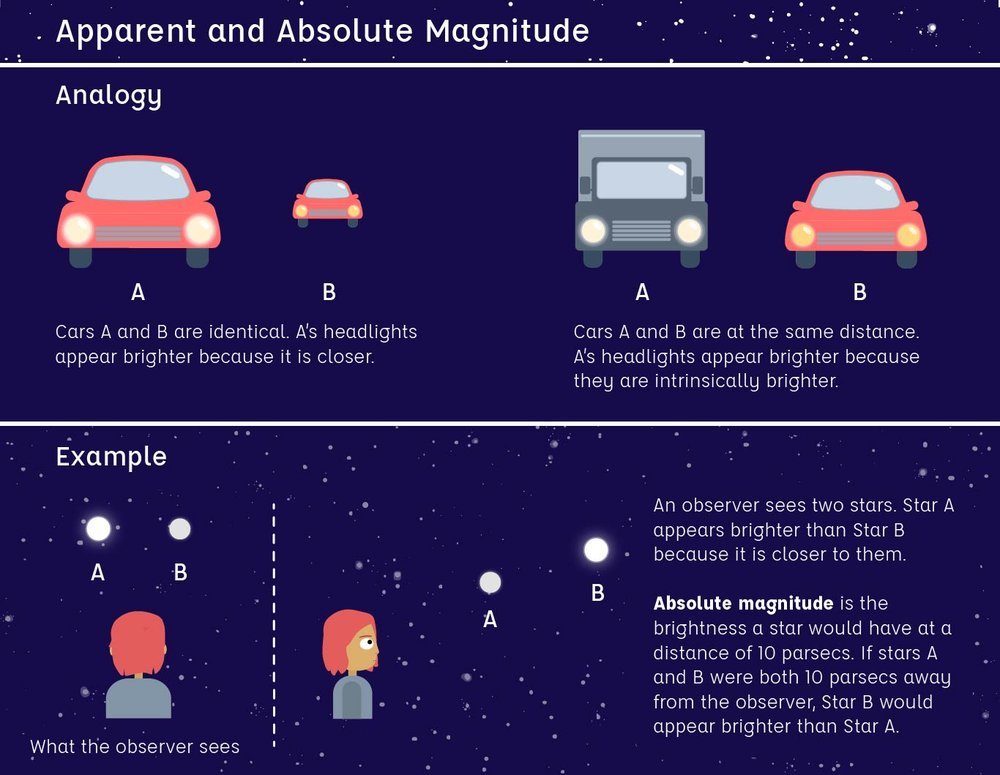 Apparent and Absolute Magnitude
Analogy
A
B
Cars A and B are identical. A's headlights
appear brighter because it is closer.
A
B
Cars A and B are at the same distance.
A's headlights appear brighter because
they are intrinsically brighter.
Example
A
B
What the observer sees
A
B
An observer sees two stars. Star A
appears brighter than Star B
because it is closer to them.
Absolute magnitude is the
brightness a star would have at a
distance of 10 parsecs. If stars A
and B were both 10 parsecs away
from the observer, Star B would
appear brighter than Star A.